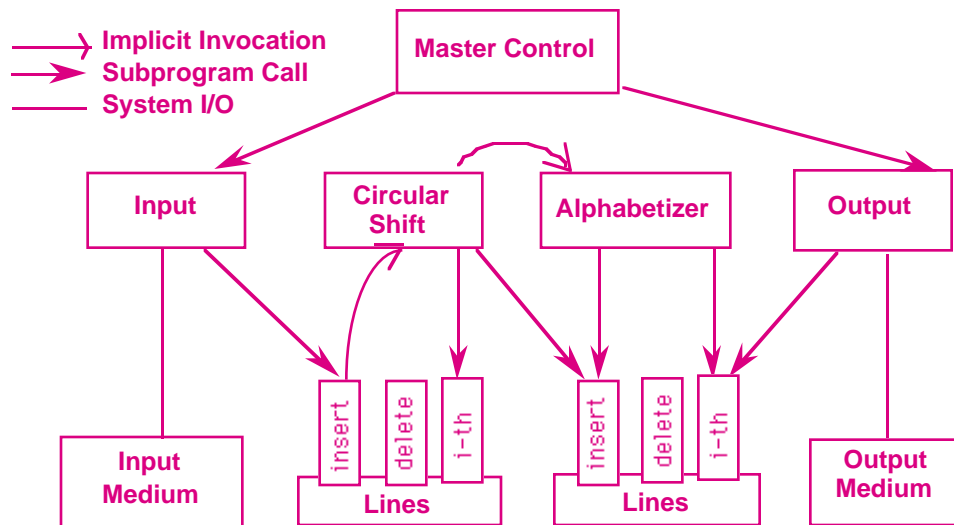 Implicit Invocation
Subprogram Call
System I/O
Master Control
Input
Circular
Shift
Alphabetizer
Output
insert
delete
i-th
Lines
insert
delete
i-th
Lines
Input
Medium
Output
Medium